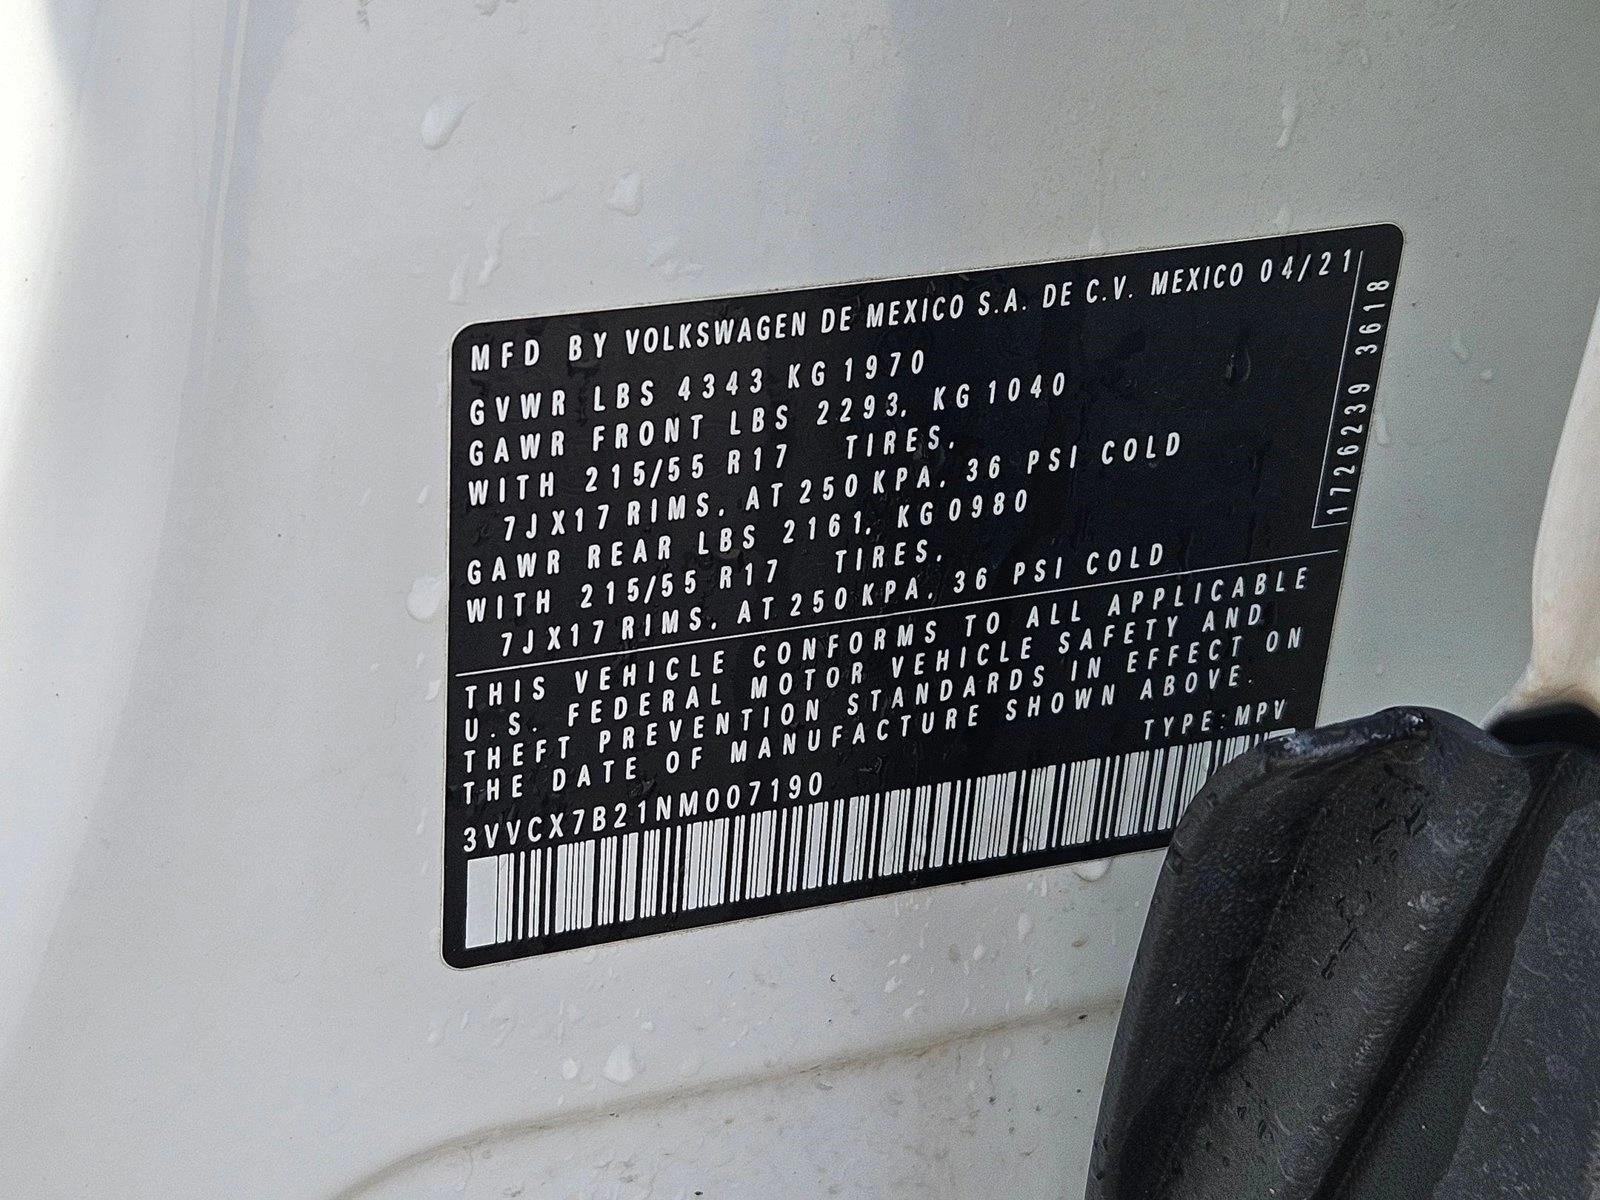 MFD BY VOLKSWAGEN DE MEXICO S.A. DE C.V. MEXICO 04/21
GVWR LBS 4343 KG 1970
GAWR FRONT LBS 2293, KG 1040
WITH 215/55 R17 TIRES,
7JX17 RIMS, AT 250 KPA, 36 PSI COLD
GAWR REAR LBS 2161, KG 0980
WITH 215/55 R17 TIRES,
7JX17 RIMS, AT 250 KPA, 36 PSI COLD
THIS VEHICLE CONFORMS TO ALL APPLICABLE
U.S. FEDERAL MOTOR VEHICLE SAFETY AND
THEFT PREVENTION STANDARDS IN EFFECT ON
THE DATE OF MANUFACTURE SHOWN ABOVE.
3VVCX7B21NM007190 TYPE:MPV
1726239 3618